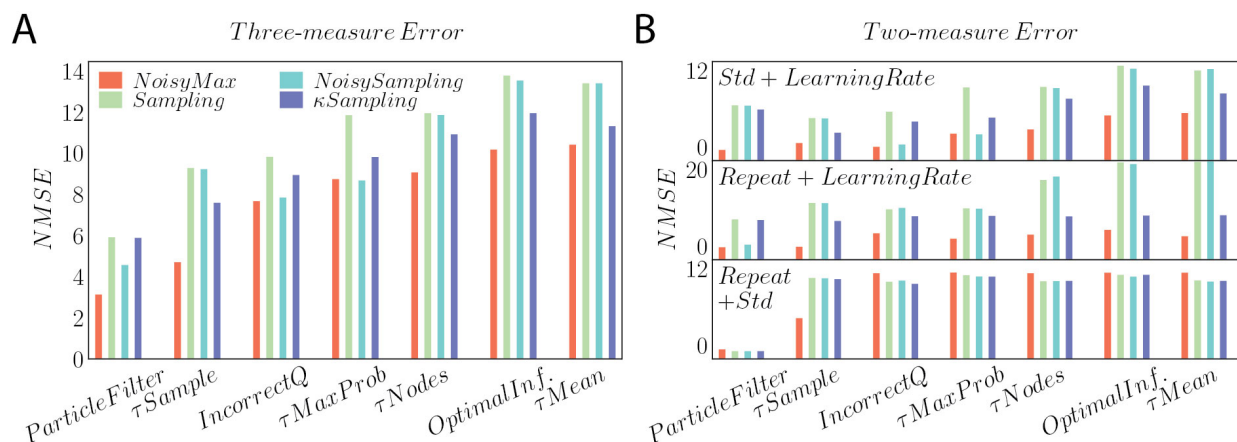 A
Three-measure Error
NMSE
14
12
10
8
6
4
2
0
NoisyMax
Sampling
NoisySampling
κSampling
ParticleFilter
τSample
IncorrectQ
τMaxProb
τNodes
OptimalInf.
τMean
B
Two-measure Error
NMSE
12
0
Std + LearningRate
20
0
Repeat + LearningRate
12
0
Repeat
+Std
ParticleFilter
τSample
IncorrectQ
τMaxProb
τNodes
OptimalInf.
τMean